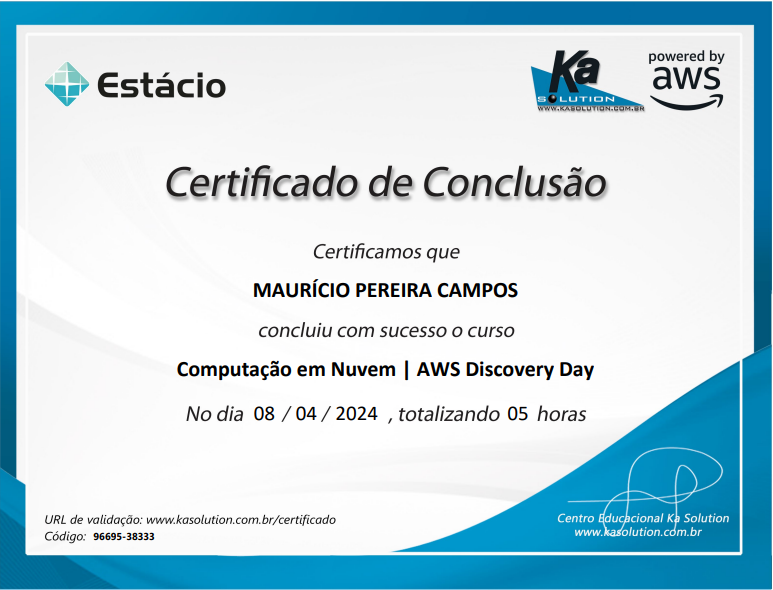 Estácio
Ka
SOLUTION
WWW.KASOLUTION.COM.BR
powered by
aws
Certificado de Conclusão
Certificamos que
MAURÍCIO PEREIRA CAMPOS
concluiu com sucesso o curso
Computação em Nuvem | AWS Discovery Day
No dia 08 / 04 / 2024 , totalizando 05 horas
URL de validação: www.kasolution.com.br/certificado
Código: 96695-38333
Centro Educacional Ka Solution
www.kasolution.com.br